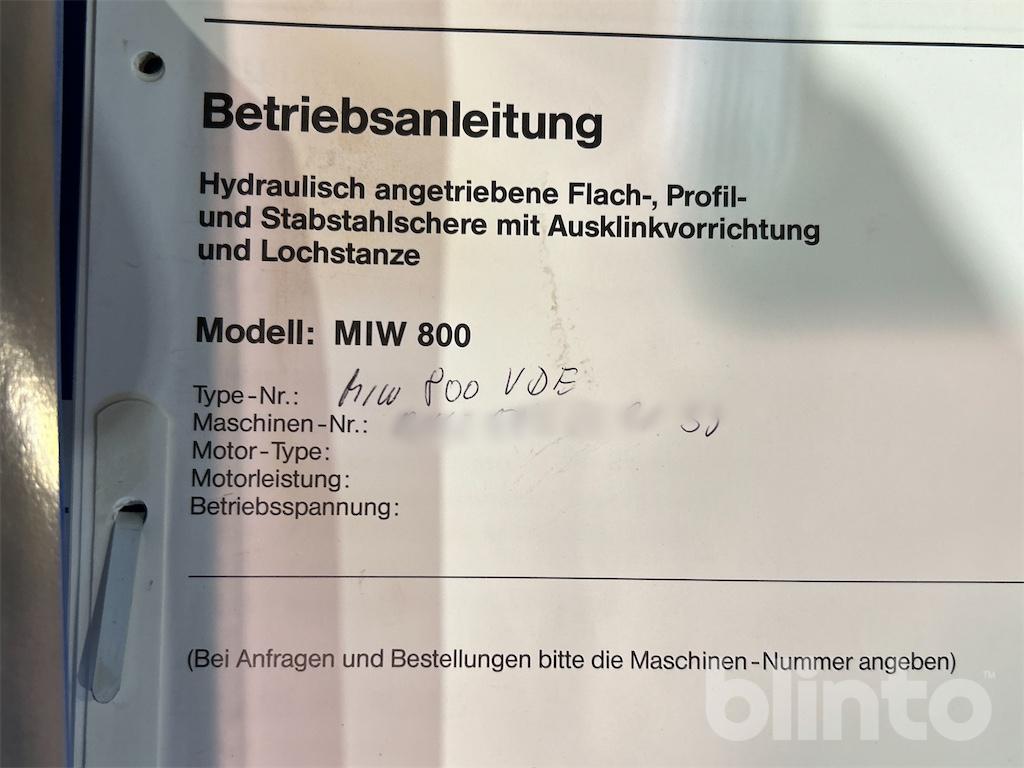 Betriebsanleitung
Hydraulisch angetriebene Flach-, Profil-
und Stabstahlschere mit Ausklinkvorrichtung
und Lochstanze
Modell: MIW 800
Type-Nr.: MIW 800 VDE
Maschinen-Nr.:
Motor-Type:
Motorleistung:
Betriebsspannung:
(Bei Anfragen und Bestellungen bitte die Maschinen-Nummer angeben)
blinto™